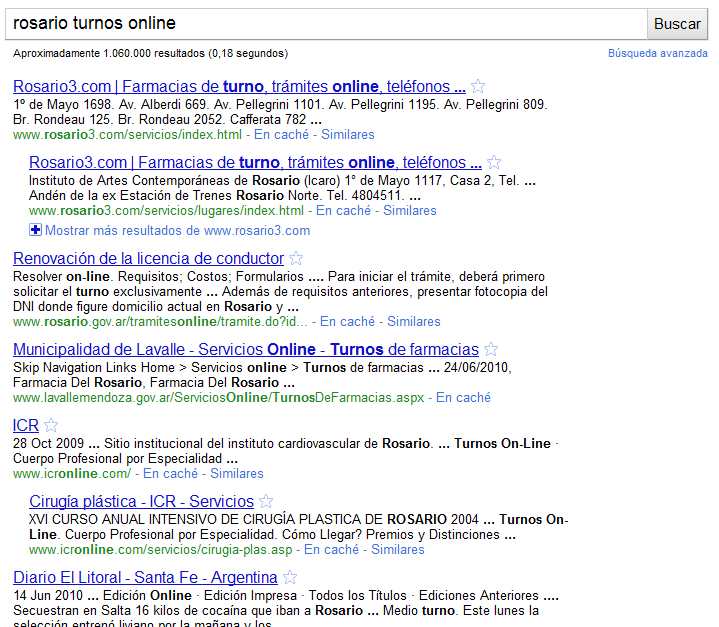 rosario turnos online
Buscar
Aproximadamente 1.060.000 resultados (0,18 segundos)
Búsqueda avanzada
Rosario3.com | Farmacias de turno, trámites online, teléfonos ...
1º de Mayo 1698. Av. Alberdi 669. Av. Pellegrini 1101. Av. Pellegrini 1195. Av. Pellegrini 809.
Br. Rondeau 125. Br. Rondeau 2052. Cafferata 782 ...
www.rosario3.com/servicios/index.html - En caché - Similares
Rosario3.com | Farmacias de turno, trámites online, teléfonos ...
Instituto de Artes Contemporáneas de Rosario (Icaro) 1° de Mayo 1117, Casa 2, Tel. ...
Andén de la ex Estación de Trenes Rosario Norte. Tel. 4804511. ...
www.rosario3.com/servicios/lugares/index.html - En caché - Similares
Mostrar más resultados de www.rosario3.com
Renovación de la licencia de conductor
Resolver on-line. Requisitos; Costos; Formularios .... Para iniciar el trámite, deberá primero
solicitar el turno exclusivamente ... Además de requisitos anteriores, presentar fotocopia del
DNI donde figure domicilio actual en Rosario y ...
www.rosario.gov.ar/tramitesonline/tramite.do?id... - En caché - Similares
Municipalidad de Lavalle - Servicios Online - Turnos de farmacias
Skip Navigation Links Home > Servicios online > Turnos de farmacias ... 24/06/2010,
Farmacia Del Rosario, Farmacia Del Rosario ...
www.lavallemendoza.gov.ar/ServiciosOnline/TurnosDeFarmacias.aspx - En caché
ICR
28 Oct 2009 ... Sitio institucional del instituto cardiovascular de Rosario. ... Turnos On-Line ·
Cuerpo Profesional por Especialidad ...
www.icronline.com/ - En caché - Similares
Cirugía plástica - ICR - Servicios
XVI CURSO ANUAL INTENSIVO DE CIRUGÍA PLASTICA DE ROSARIO 2004 ... Turnos On-
Line. Cuerpo Profesional por Especialidad. Cómo Llegar? Premios y Distinciones ...
www.icronline.com/servicios/cirugia-plas.asp - En caché - Similares
Diario El Litoral - Santa Fe - Argentina
14 Jun 2010 ... Edición Online · Edición Impresa · Todos los Títulos · Ediciones Anteriores ....
Secuestran en Salta 16 kilos de cocaína que iban a Rosario ... Medio turno. Este lunes la
selección entrenó liviano por la mañana y los